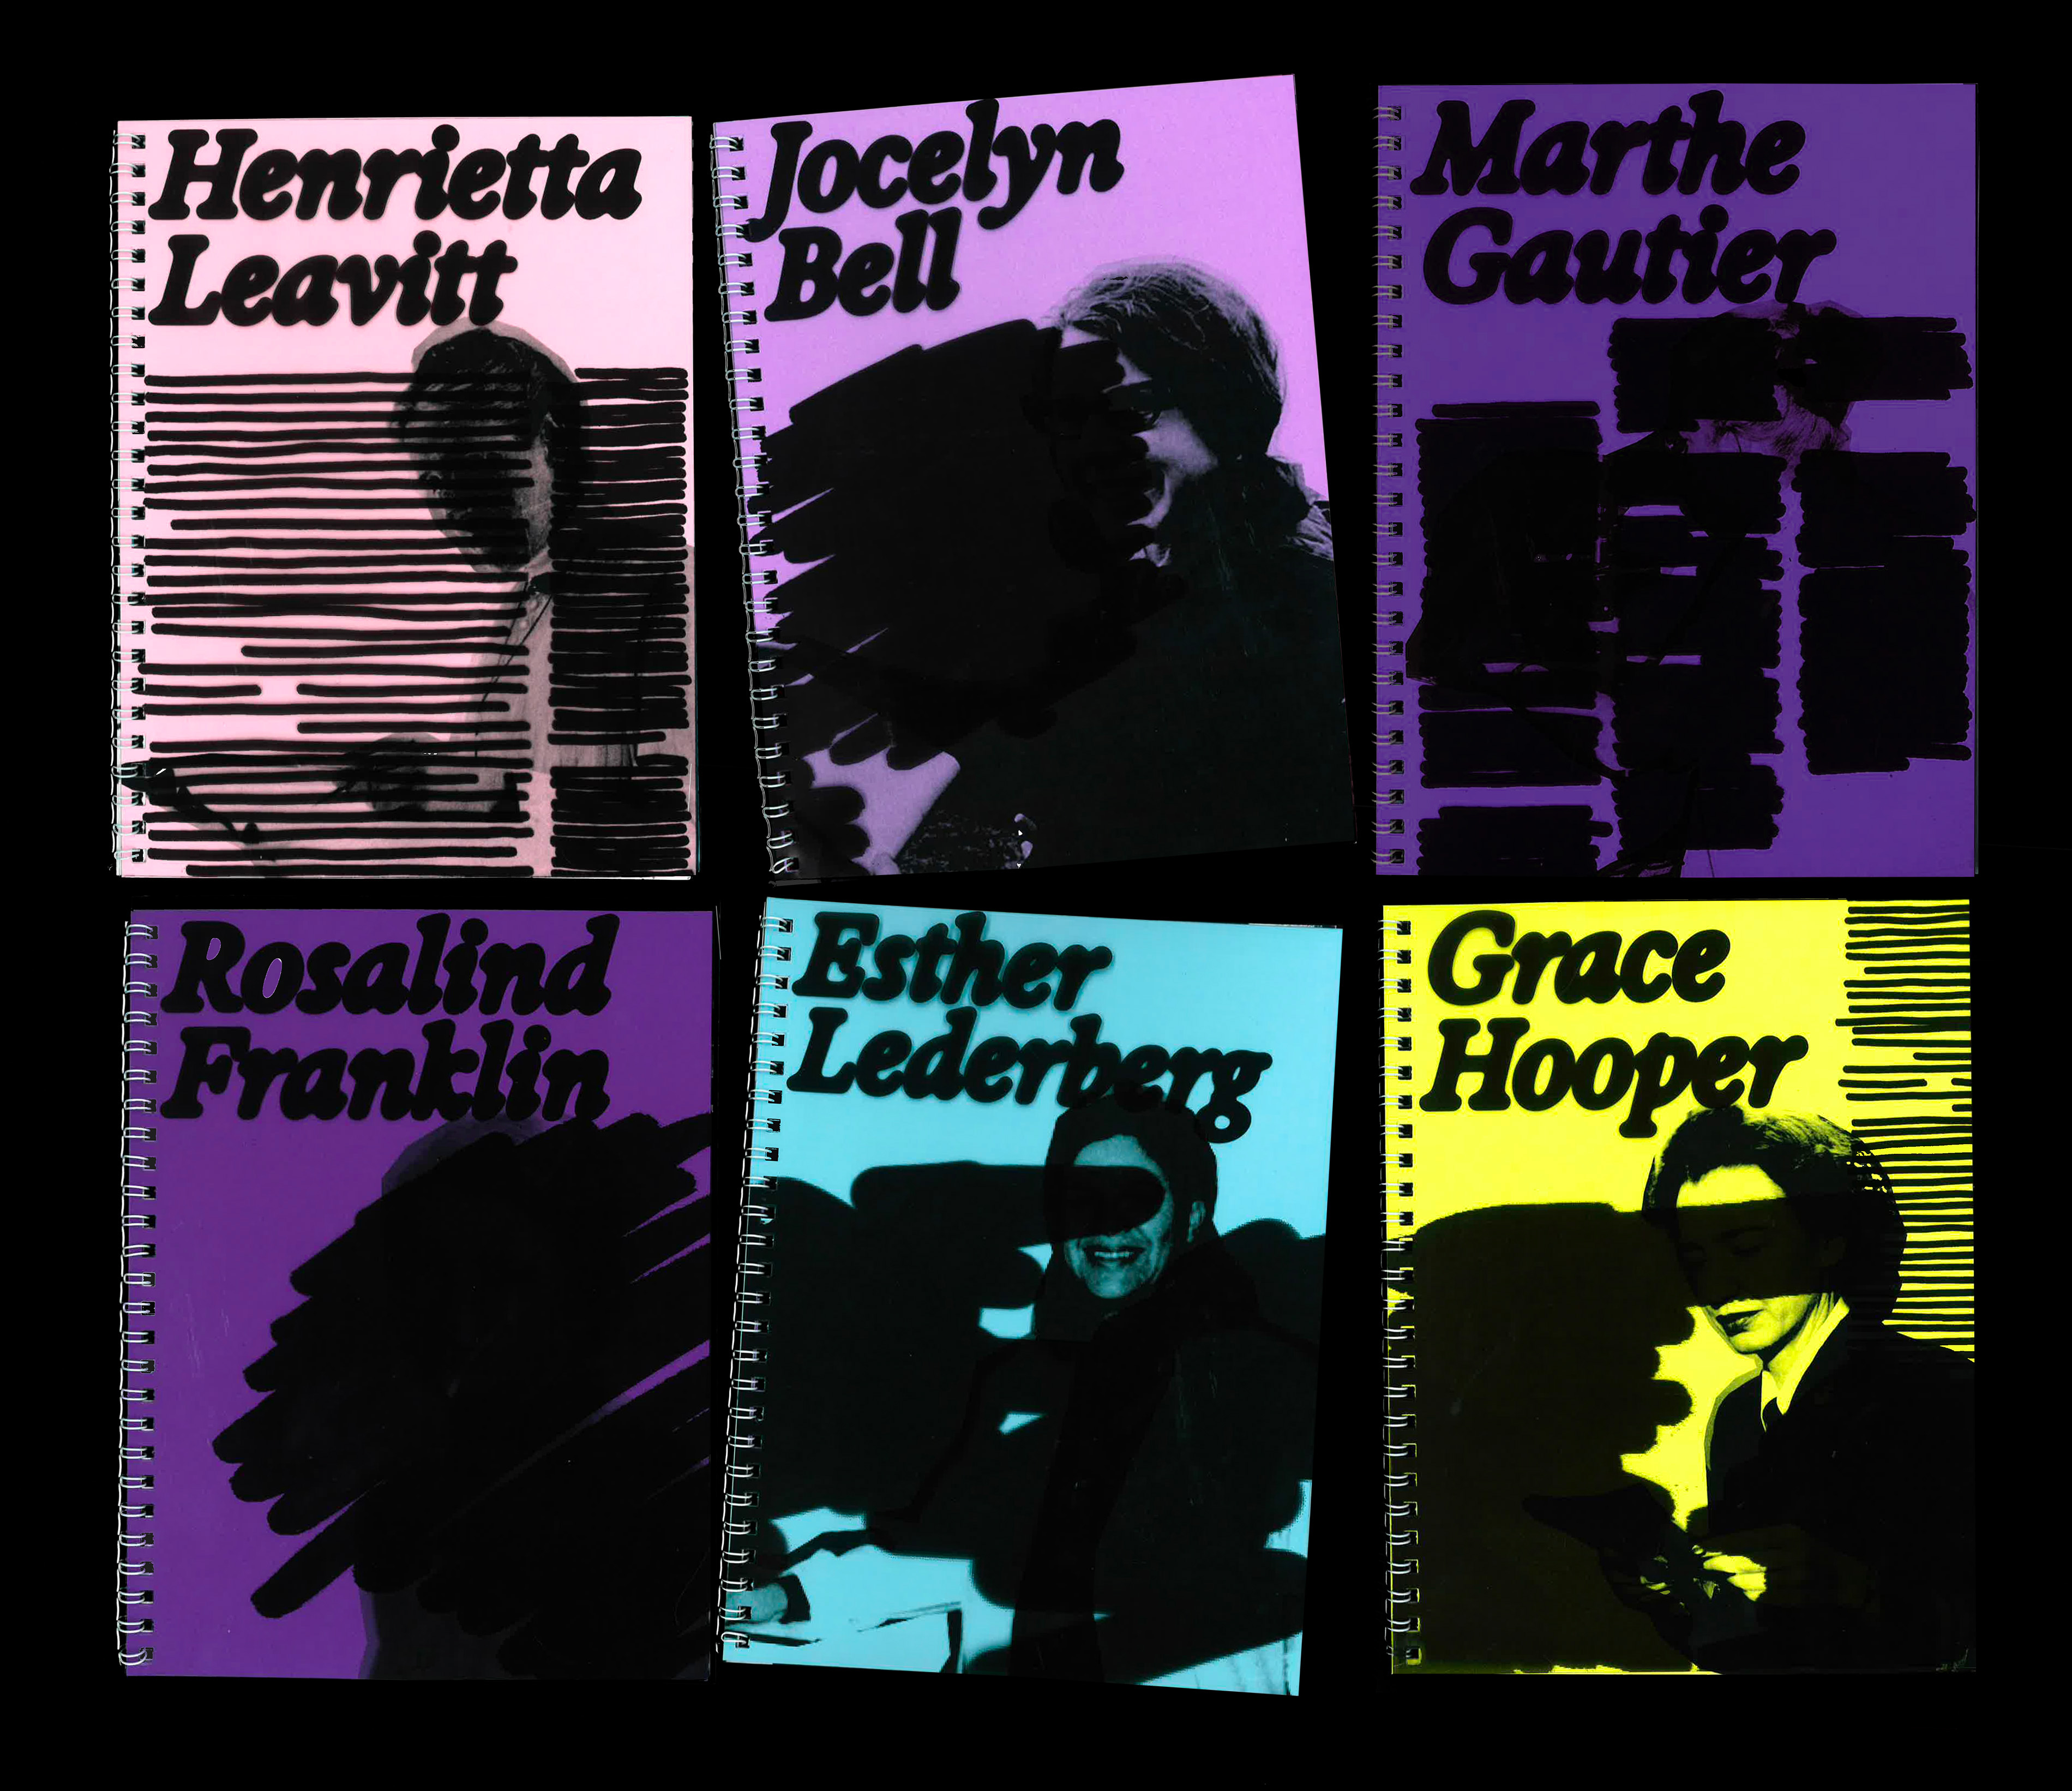 Henrietta
Leavitt
Jocelyn
Bell
Marthe
Gautier
Rosalind
Franklin
Esther
Lederberg
Grace
Hooper